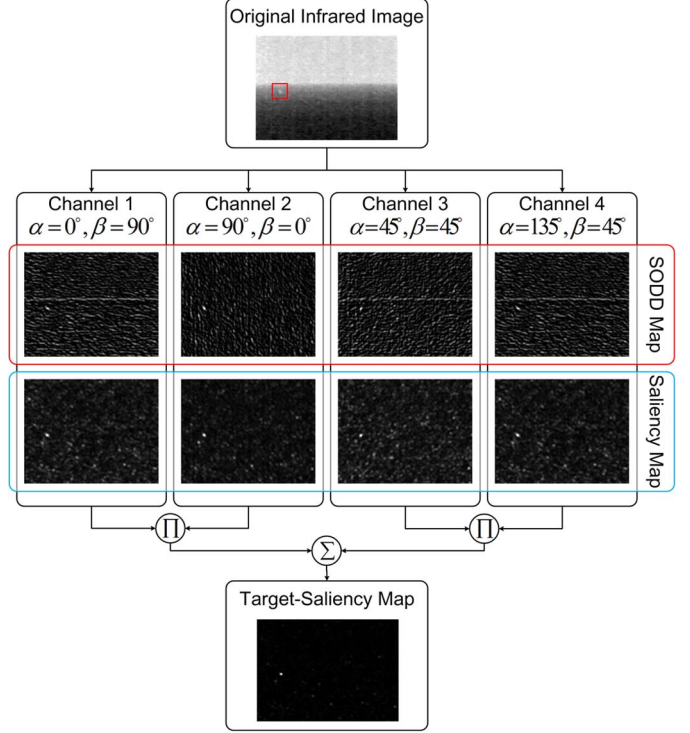 Original Infrared Image
Channel 1
α=0°,β=90°
Channel 2
α=90°,β=0°
Channel 3
α=45°,β=45°
Channel 4
α=135°,β=45°
SODD Map
Saliency Map
∏
∏
Σ
Target-Saliency Map